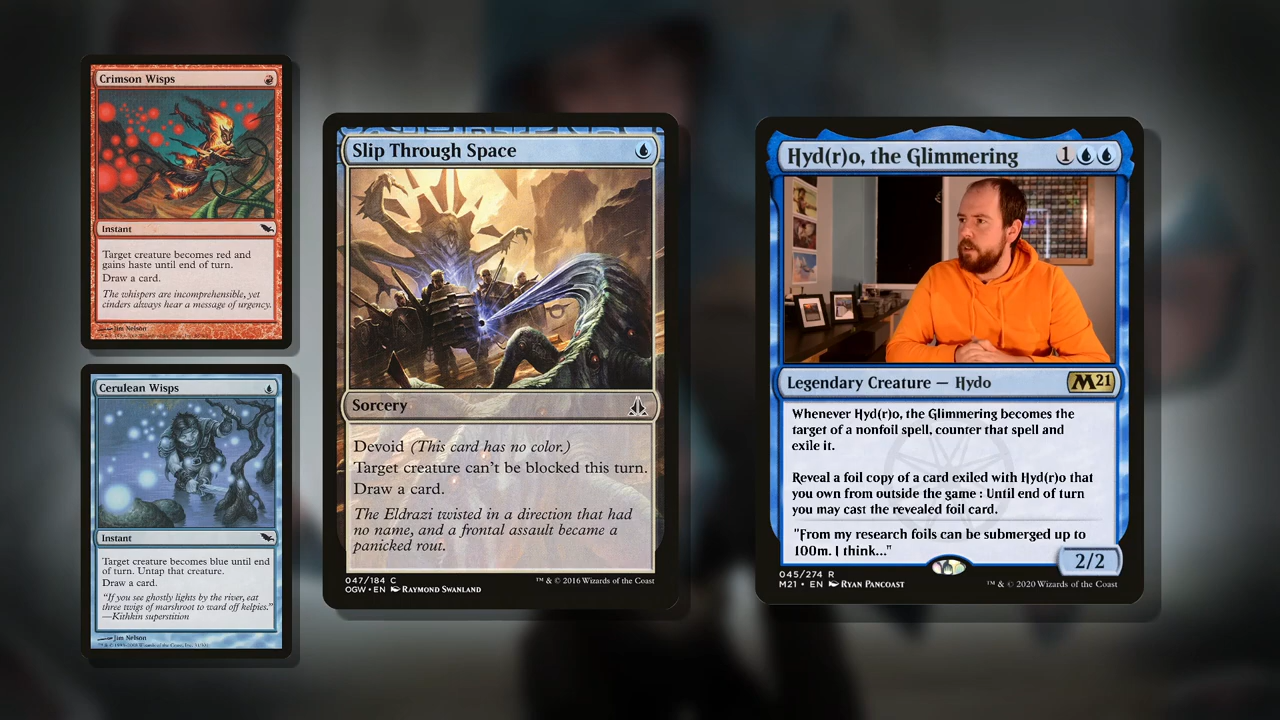 Crimson Wisps
Instant
Target creature becomes red and
gains haste until end of turn.
Draw a card.
The whispers are incomprehensible, yet
cinders always hear a message of urgency.
Jim Nelson
Cerulean Wisps
Instant
Target creature becomes blue until end
of turn. Untap that creature.
Draw a card.
"If you see ghostly lights by the river, eat
three twigs of marshroot to ward off kelpies."
—Kithkin superstition
Jim Nelson
Slip Through Space
Sorcery
Devoid (This card has no color.)
Target creature can't be blocked this turn.
Draw a card.
The Eldrazi twisted in a direction that had
no name, and a frontal assault became a
panicked rout.
047/184 C
OGW • EN Raymond Swanland
™ & © 2016 Wizards of the Coast
Hyd(r)o, the Glimmering 1
Legendary Creature — Hydo M21
Whenever Hyd(r)o, the Glimmering becomes the
target of a nonfoil spell, counter that spell and
exile it.
Reveal a foil copy of a card exiled with Hyd(r)o that
you own from outside the game : Until end of turn
you may cast the revealed foil card.
"From my research foils can be submerged up to
100m. I think..."
2/2
045/274 R
M21 • EN Ryan Pancoast
™ & © 2020 Wizards of the Coast